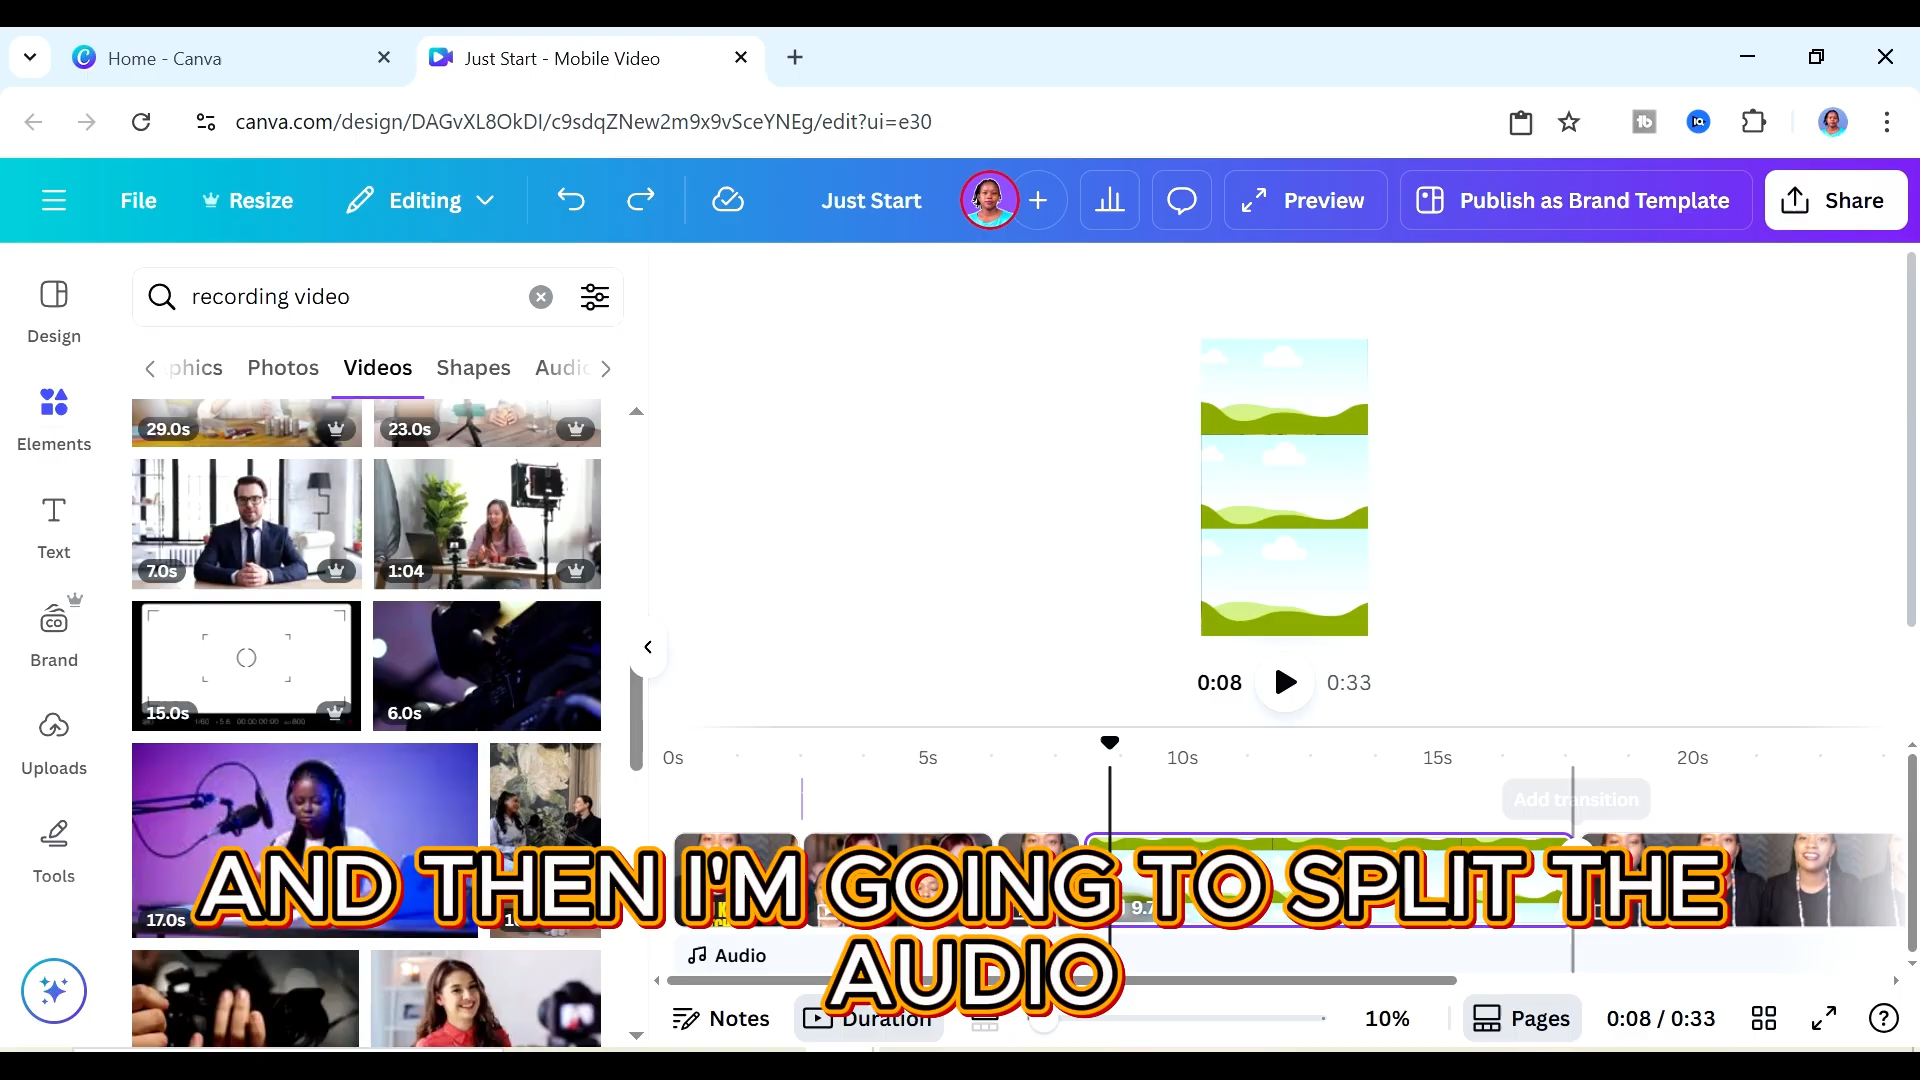 Home - Canva
Just Start - Mobile Video
canva.com/design/DAGvXL8OkDI/c9sdqZNew2m9x9vSceYNEg/edit?ui=e30
File
Resize
Editing
Just Start
Preview
Publish as Brand Template
Share
Design
Elements
Text
Brand
Uploads
Tools
recording video
phics
Photos
Videos
Shapes
Audio
29.0s
23.0s
7.0s
1:04
15.0s
6.0s
17.0s
0:08
0:33
0s
5s
10s
15s
20s
Add transition
AND THEN I'M GOING TO SPLIT THE
AUDIO
Audio
Notes
Duration
10%
Pages
0:08 / 0:33